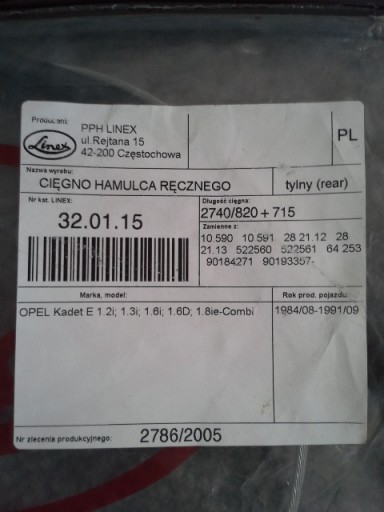 Producent:
Linex
PPH LINEX
ul.Rejtana 15
42-200 Częstochowa
PL
Nazwa wyrobu:
CIĘGNO HAMULCA RĘCZNEGO
tylny (rear)
Nr kat. LINEX:
32.01.15
Długość cięgna:
2740/820+715
Zamienne z:
10.590 10.591 28 21.12 28
21.13 522560 522561 64 253
90184271 90193357-
Marka, model:
Rok prod. pojazdu:
OPEL Kadet E 1.2i; 1.3i; 1.6i; 1.6D; 1.8ie-Combi
1984/08-1991/09
Nr zlecenia produkcyjnego:
2786/2005